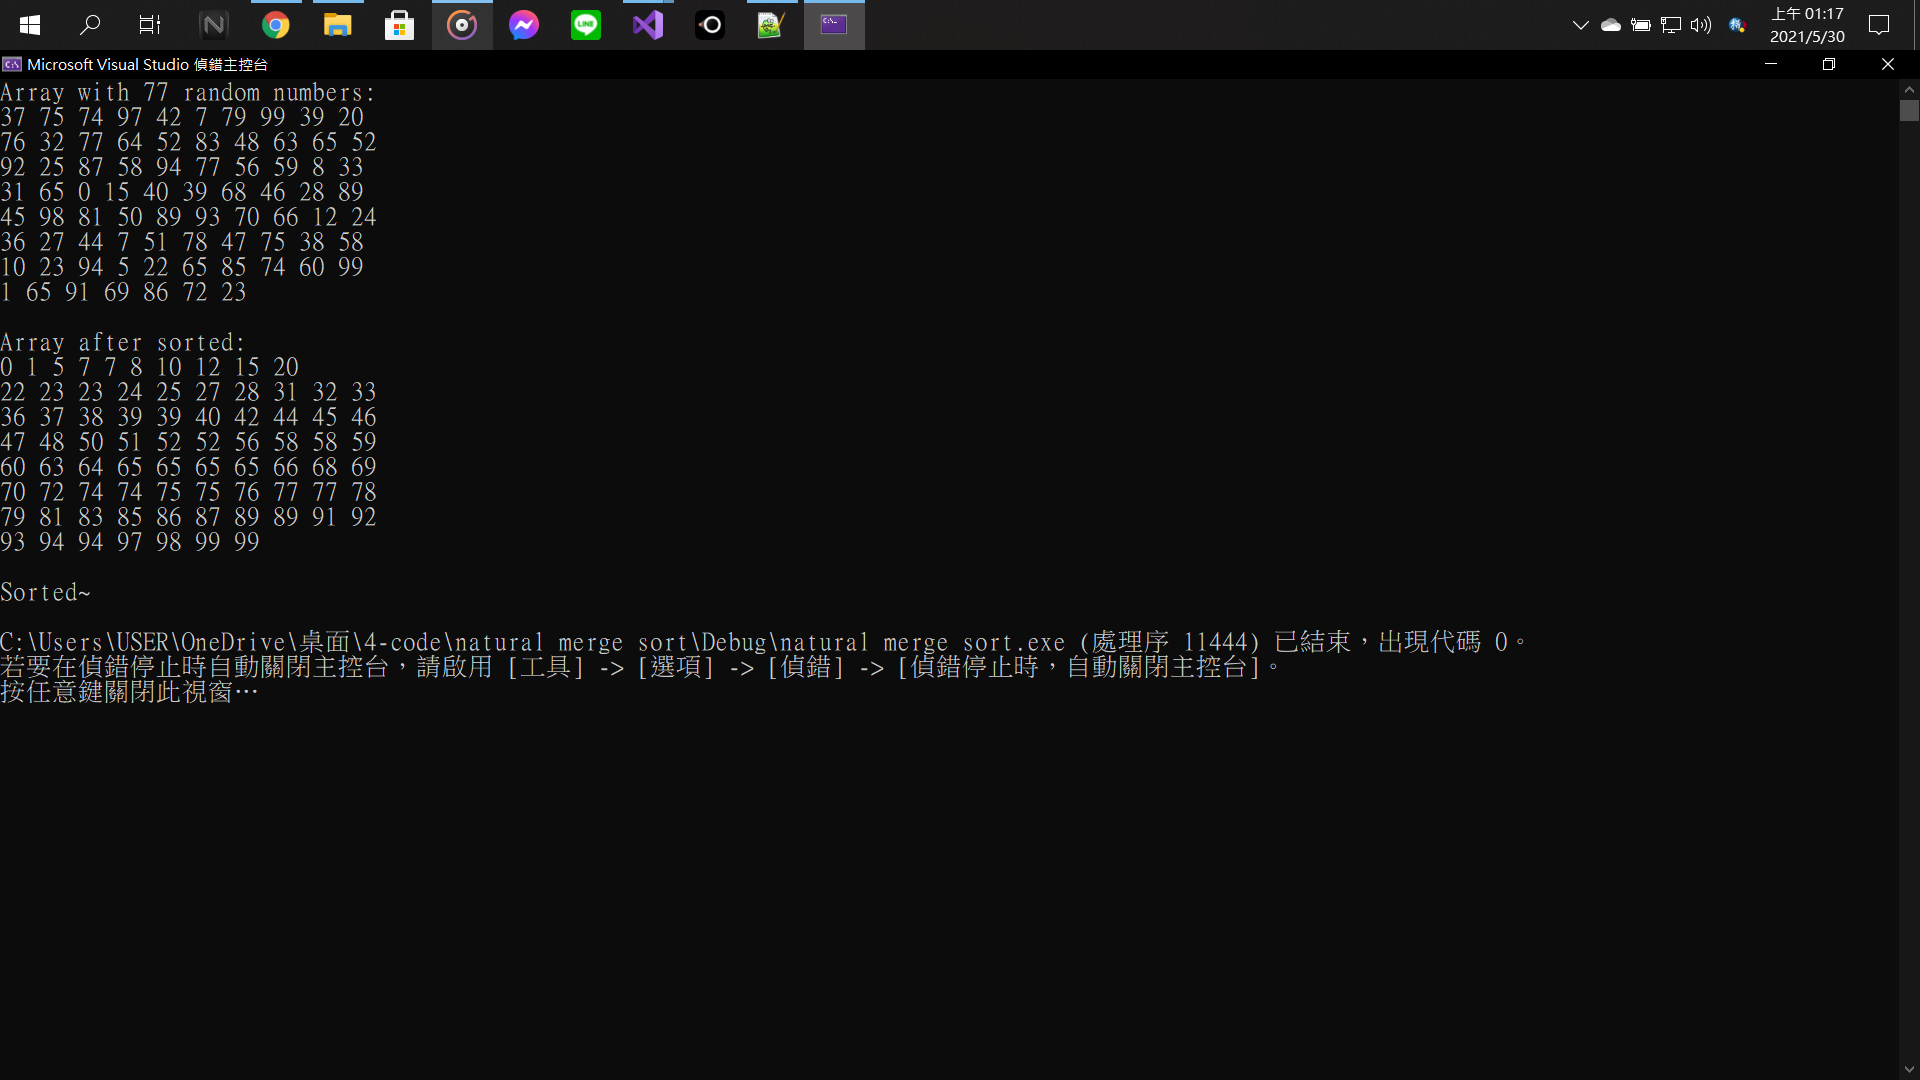 上午 01:17
2021/5/30
Microsoft Visual Studio 偵錯主控台
Array with 77 random numbers:
37 75 74 97 42 7 79 99 39 20
76 32 77 64 52 83 48 63 65 52
92 25 87 58 94 77 56 59 8 33
31 65 0 15 40 39 68 46 28 89
45 98 81 50 89 93 70 66 12 24
36 27 44 7 51 78 47 75 38 58
10 23 94 5 22 65 85 74 60 99
1 65 91 69 86 72 23
Array after sorted:
0 1 5 7 7 8 10 12 15 20
22 23 23 24 25 27 28 31 32 33
36 37 38 39 39 40 42 44 45 46
47 48 50 51 52 52 56 58 58 59
60 63 64 65 65 65 65 66 68 69
70 72 74 74 75 75 76 77 77 78
79 81 83 85 86 87 89 89 91 92
93 94 94 97 98 99 99
Sorted~
C:\Users\USER\OneDrive\桌面\4-code\natural merge sort\Debug\natural merge sort.exe (處理序 11444) 已結束，出現代碼 0。
若要在偵錯停止時自動關閉主控台，請啟用 [工具] -> [選項] -> [偵錯] -> [偵錯停止時，自動關閉主控台]。
按任意鍵關閉此視窗…